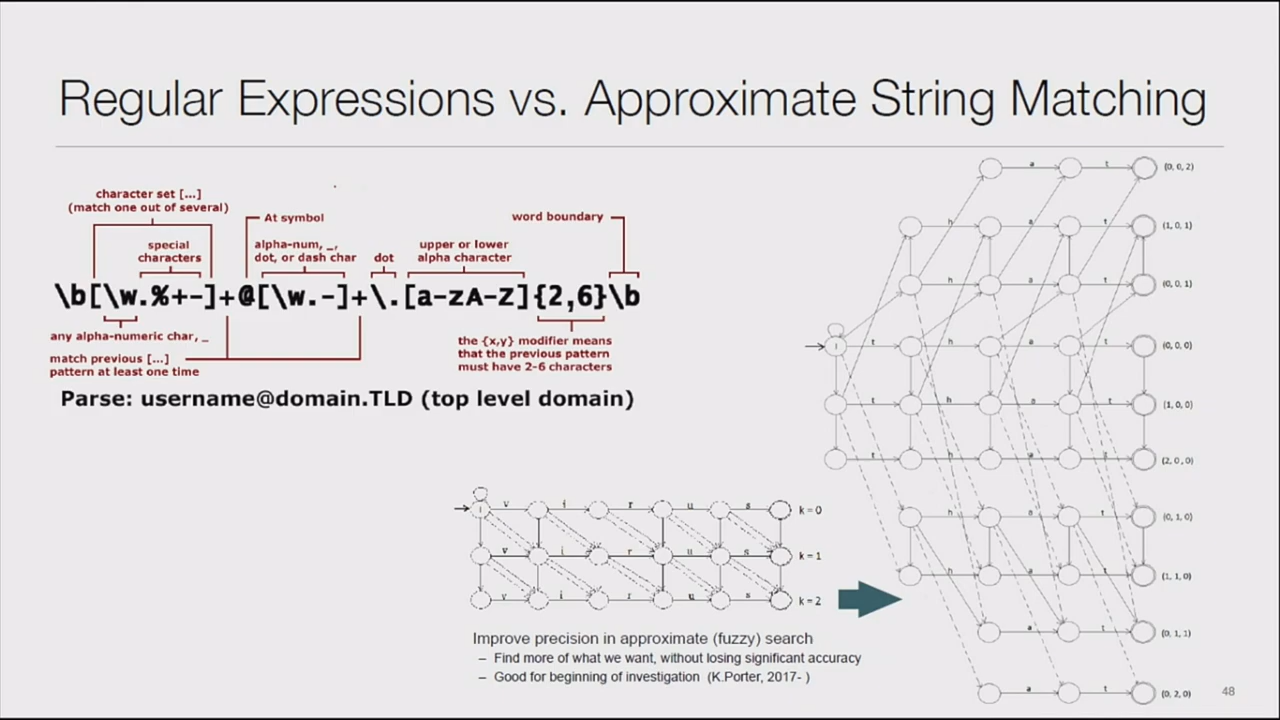 Regular Expressions vs. Approximate String Matching
character set [...]
(match one out of several)
special
characters
At symbol
alpha-num, _,
dot, or dash char
dot
upper or lower
alpha character
word boundary
\b[\w.%+-]+@[\w.-]+\.[a-zA-Z]{2,6}\b
any alpha-numeric char, _
match previous [...]
pattern at least one time
the {x,y} modifier means
that the previous pattern
must have 2-6 characters
Parse: username@domain.TLD (top level domain)
v i r u s k=0
v i r u s k=1
v i r u s k=2
Improve precision in approximate (fuzzy) search
– Find more of what we want, without losing significant accuracy
– Good for beginning of investigation (K.Porter, 2017- )
a t (0, 0, 2)
h a t (1, 0, 1)
h a t (0, 0, 1)
t h a t (0, 0, 0)
t h a t (1, 0, 0)
t h a t (2, 0, 0)
h a t (0, 1, 0)
h a t (1, 1, 0)
a t (0, 1, 1)
a t (0, 2, 0)
48